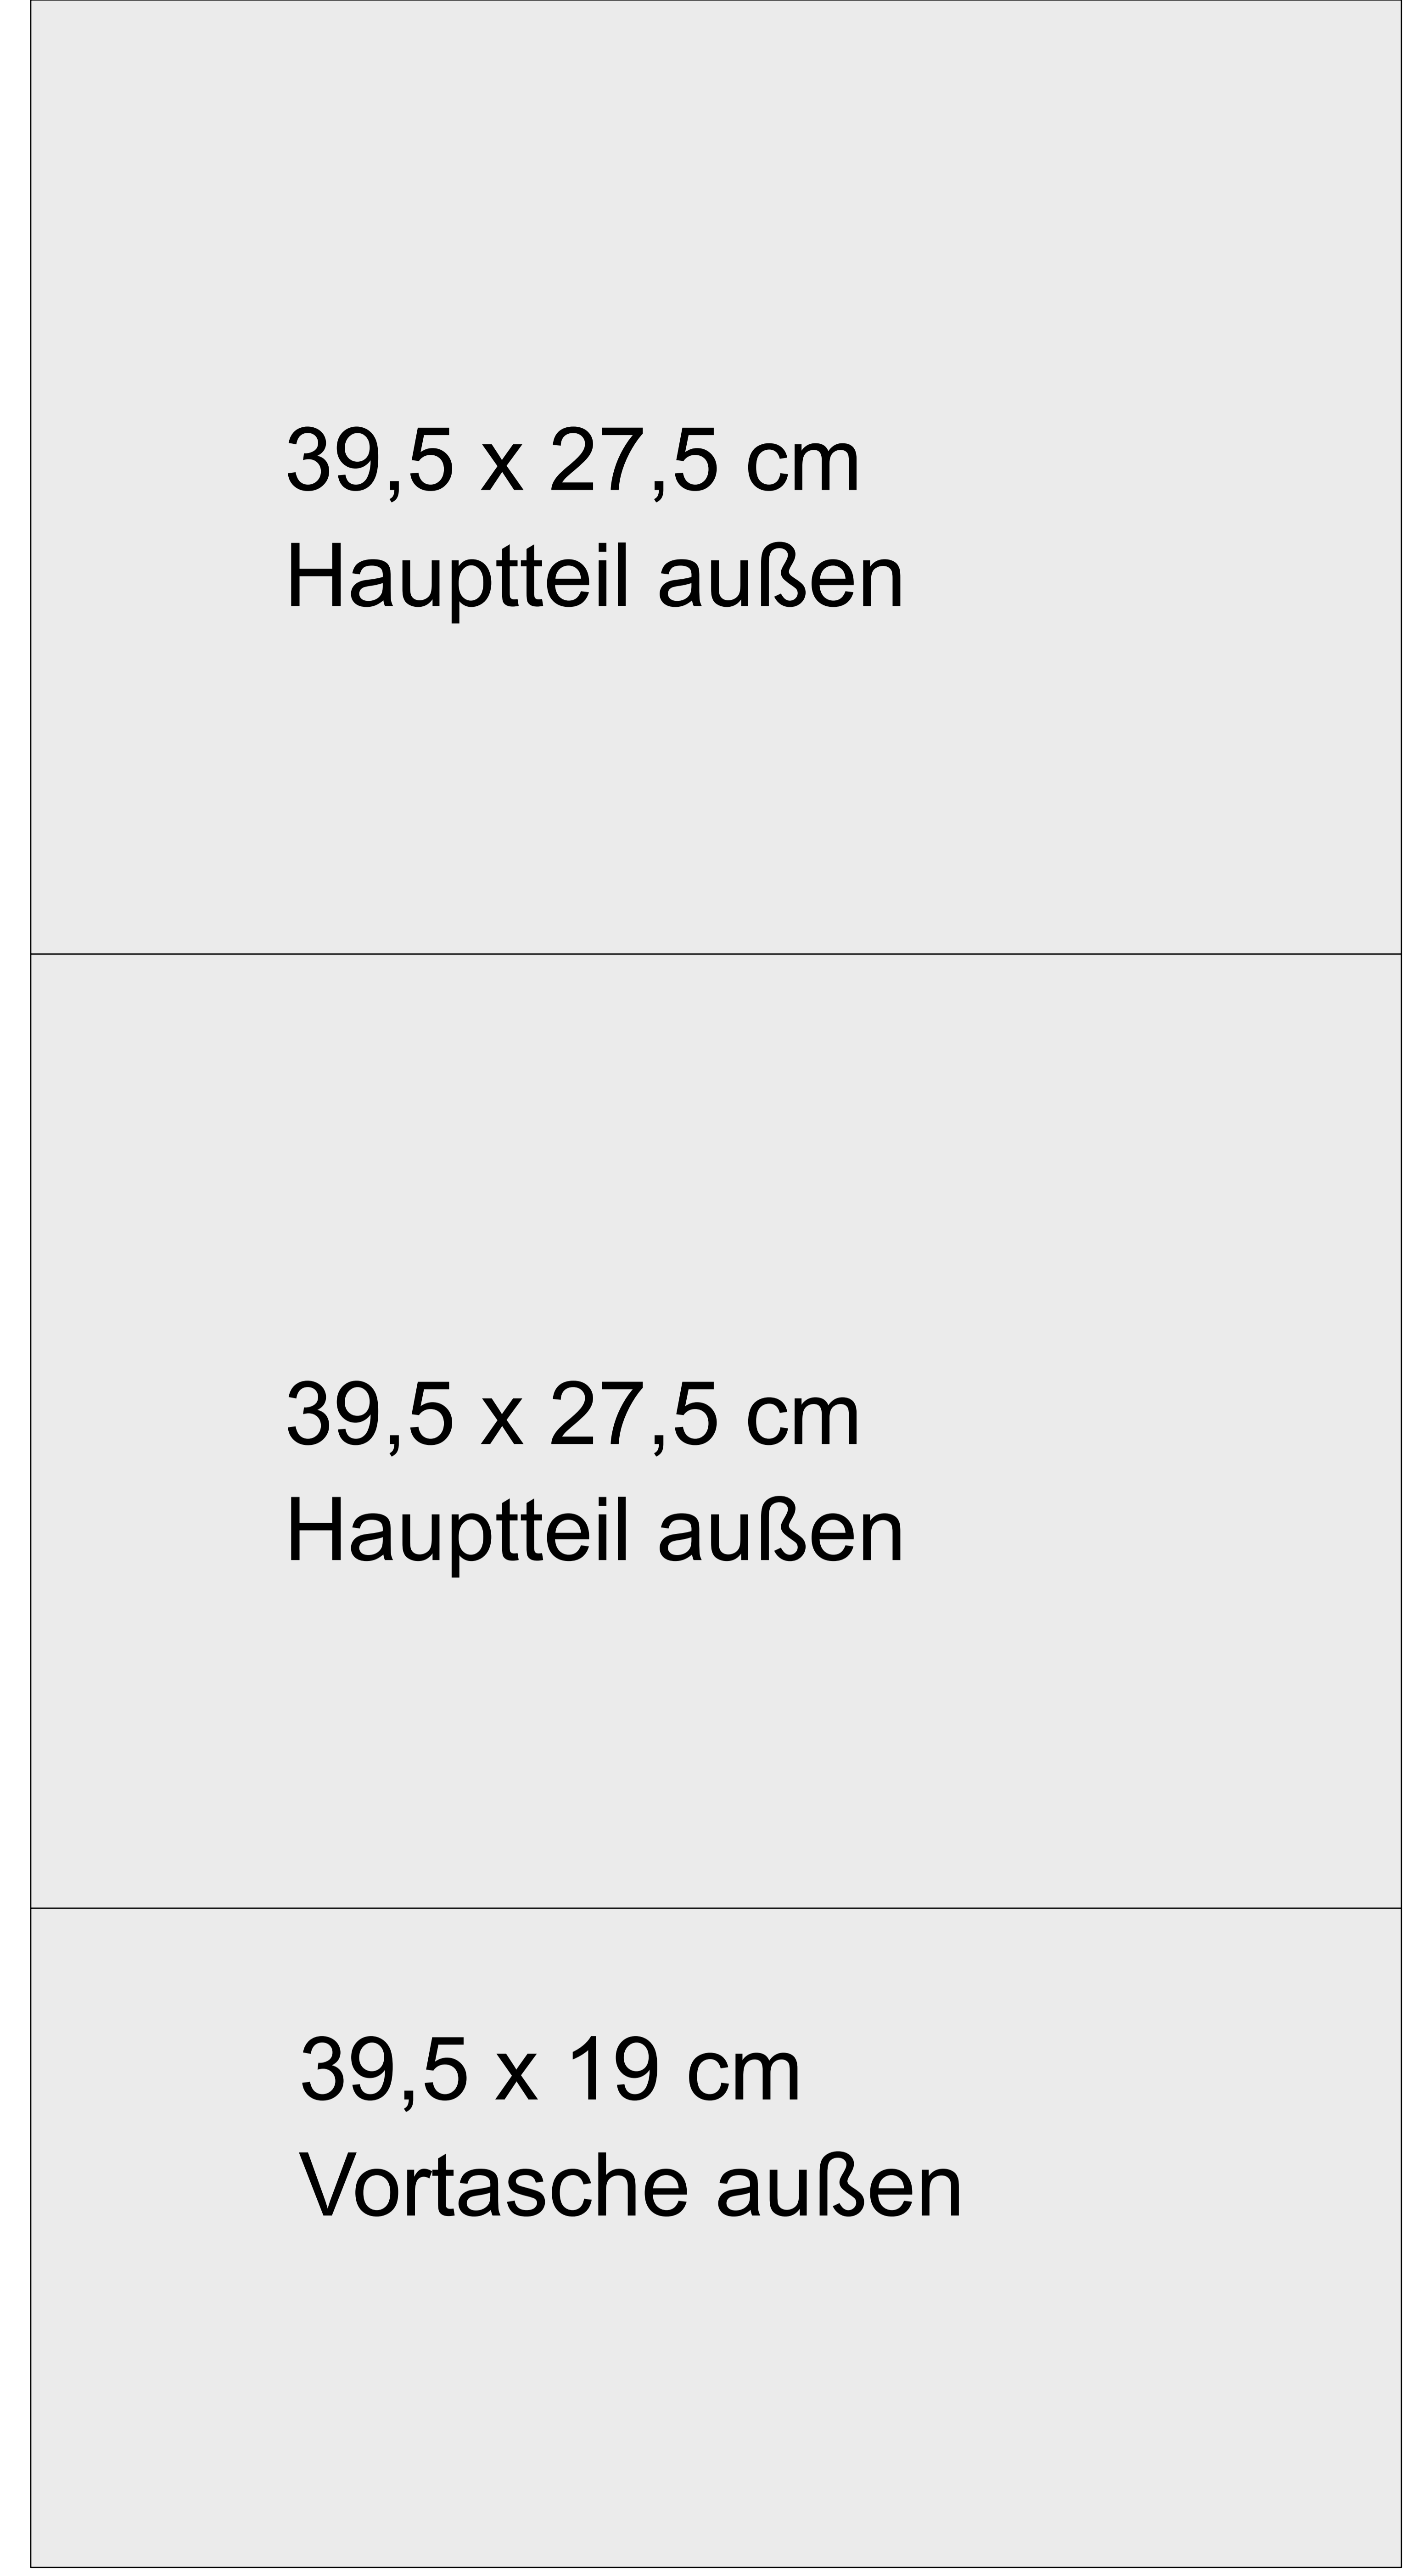 39,5 x 27,5 cm
Hauptteil außen
39,5 x 27,5 cm
Hauptteil außen
39,5 x 19 cm
Vortasche außen